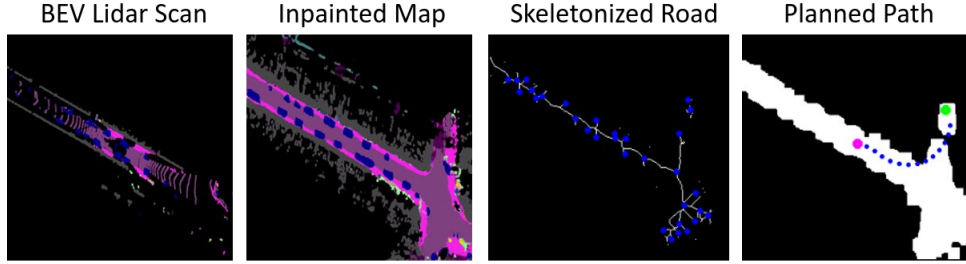 BEV Lidar Scan
Inpainted Map
Skeletonized Road
Planned Path